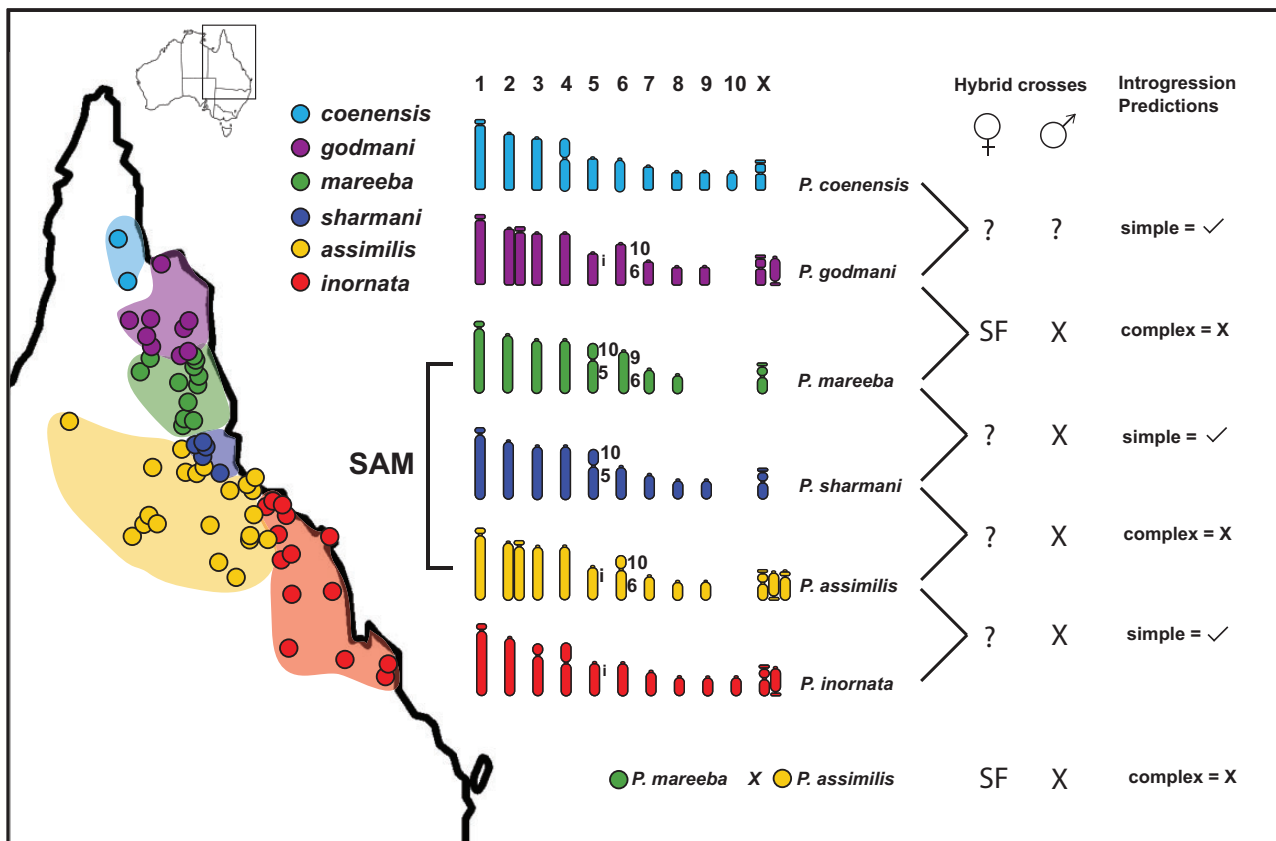 1 2 3 4 5 6 7 8 9 10 X
Hybrid crosses
Introgression
Predictions
♀ ♂
coenensis
godmani
mareeba
sharmani
assimilis
inornata
P. coenensis
? ? simple = ✓
i 10
6
P. godmani
SF X complex = X
10
5
9
6
P. mareeba
SAM
? X simple = ✓
10
5
P. sharmani
? X complex = X
i 10
6
P. assimilis
? X simple = ✓
i
P. inornata
P. mareeba X P. assimilis SF X complex = X